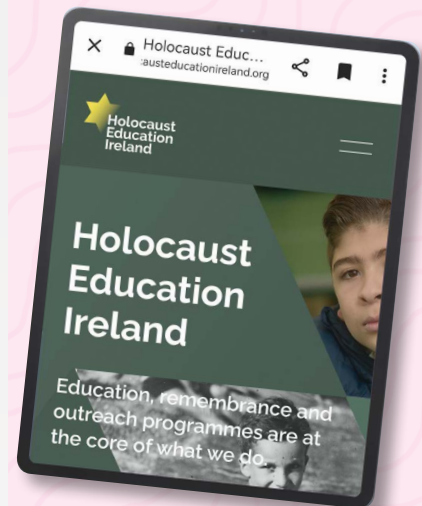 Holocaust Educ...
:austeducationireland.org
Holocaust
Education
Ireland
Holocaust
Education
Ireland
Education, remembrance and
outreach programmes are at
the core of what we do.